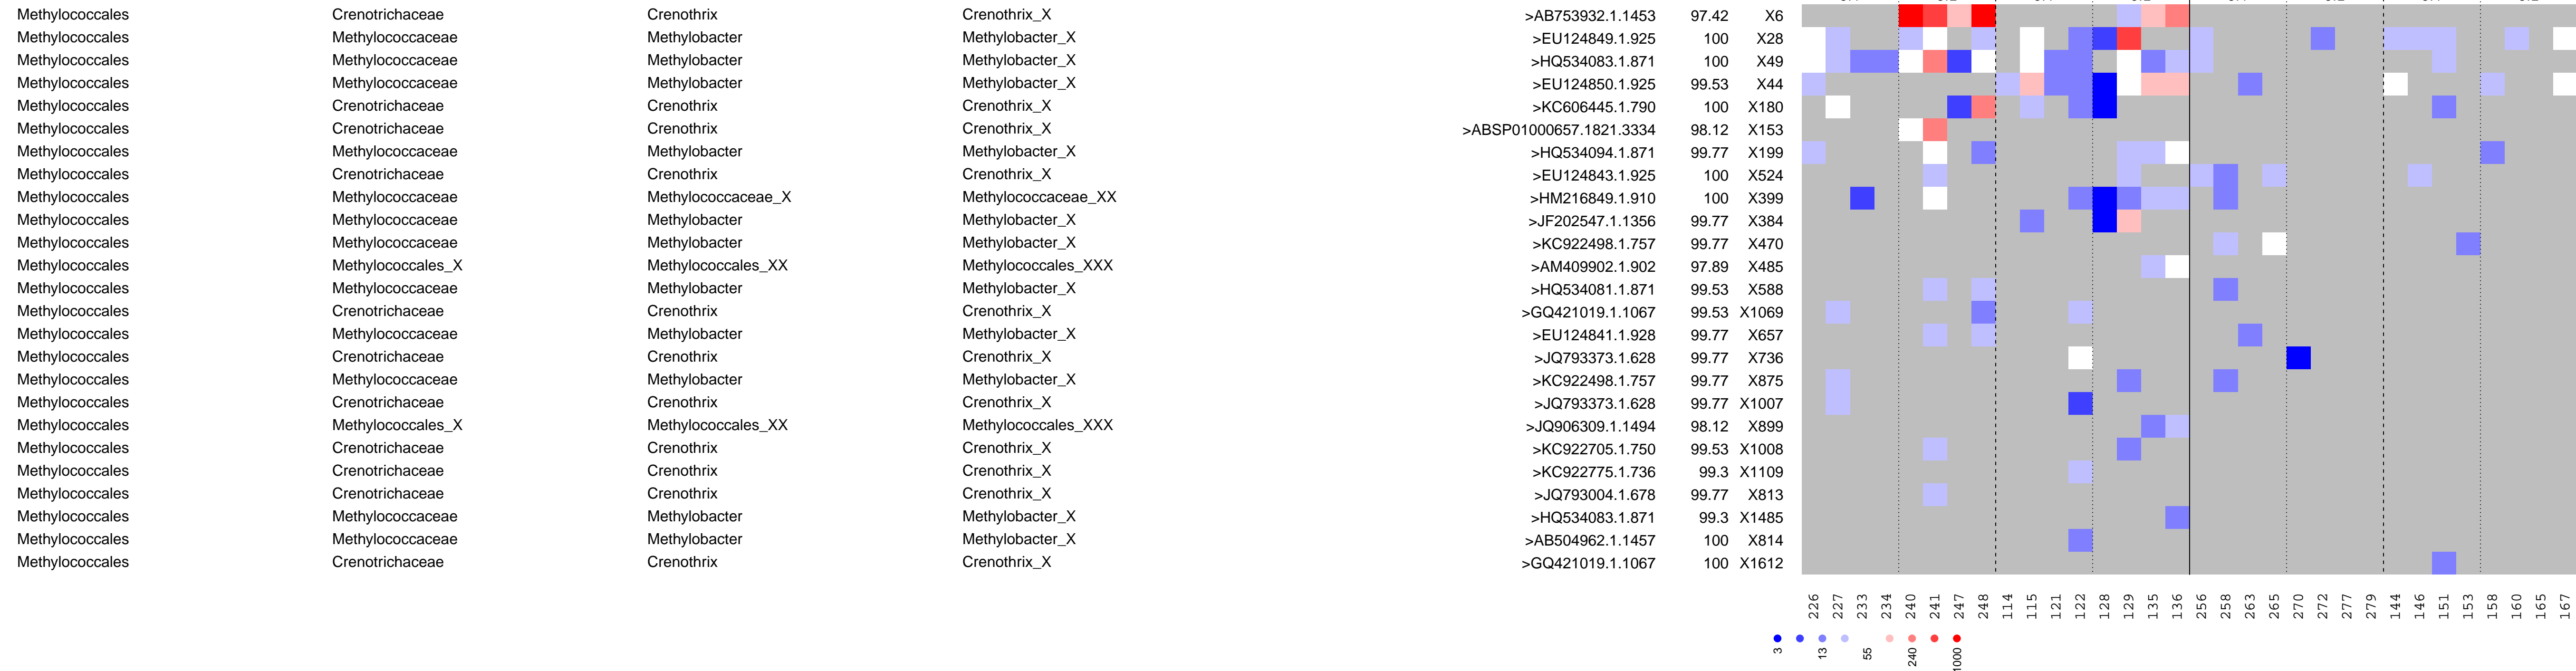 Methylococcales Crenotrichaceae Crenothrix Crenothrix_X >AB753932.1.1453 97.42 X6
Methylococcales Methylococcaceae Methylobacter Methylobacter_X >EU124849.1.925 100 X28
Methylococcales Methylococcaceae Methylobacter Methylobacter_X >HQ534083.1.871 100 X49
Methylococcales Methylococcaceae Methylobacter Methylobacter_X >EU124850.1.925 99.53 X44
Methylococcales Crenotrichaceae Crenothrix Crenothrix_X >KC606445.1.790 100 X180
Methylococcales Crenotrichaceae Crenothrix Crenothrix_X >ABSP01000657.1821.3334 98.12 X153
Methylococcales Methylococcaceae Methylobacter Methylobacter_X >HQ534094.1.871 99.77 X199
Methylococcales Crenotrichaceae Crenothrix Crenothrix_X >EU124843.1.925 100 X524
Methylococcales Methylococcaceae Methylococcaceae_X Methylococcaceae_XX >HM216849.1.910 100 X399
Methylococcales Methylococcaceae Methylobacter Methylobacter_X >JF202547.1.1356 99.77 X384
Methylococcales Methylococcaceae Methylobacter Methylobacter_X >KC922498.1.757 99.77 X470
Methylococcales Methylococcales_X Methylococcales_XX Methylococcales_XXX >AM409902.1.902 97.89 X485
Methylococcales Methylococcaceae Methylobacter Methylobacter_X >HQ534081.1.871 99.53 X588
Methylococcales Crenotrichaceae Crenothrix Crenothrix_X >GQ421019.1.1067 99.53 X1069
Methylococcales Methylococcaceae Methylobacter Methylobacter_X >EU124841.1.928 99.77 X657
Methylococcales Crenotrichaceae Crenothrix Crenothrix_X >JQ793373.1.628 99.77 X736
Methylococcales Methylococcaceae Methylobacter Methylobacter_X >KC922498.1.757 99.77 X875
Methylococcales Crenotrichaceae Crenothrix Crenothrix_X >JQ793373.1.628 99.77 X1007
Methylococcales Methylococcales_X Methylococcales_XX Methylococcales_XXX >JQ906309.1.1494 98.12 X899
Methylococcales Crenotrichaceae Crenothrix Crenothrix_X >KC922705.1.750 99.53 X1008
Methylococcales Crenotrichaceae Crenothrix Crenothrix_X >KC922775.1.736 99.3 X1109
Methylococcales Crenotrichaceae Crenothrix Crenothrix_X >JQ793004.1.678 99.77 X813
Methylococcales Methylococcaceae Methylobacter Methylobacter_X >HQ534083.1.871 99.3 X1485
Methylococcales Methylococcaceae Methylobacter Methylobacter_X >AB504962.1.1457 100 X814
Methylococcales Crenotrichaceae Crenothrix Crenothrix_X >GQ421019.1.1067 100 X1612
226 227 233 234 240 241 247 248 114 115 121 122 128 129 135 136 256 258 263 265 270 272 277 279 144 146 151 153 158 160 165 167
3 13 55 240 1000